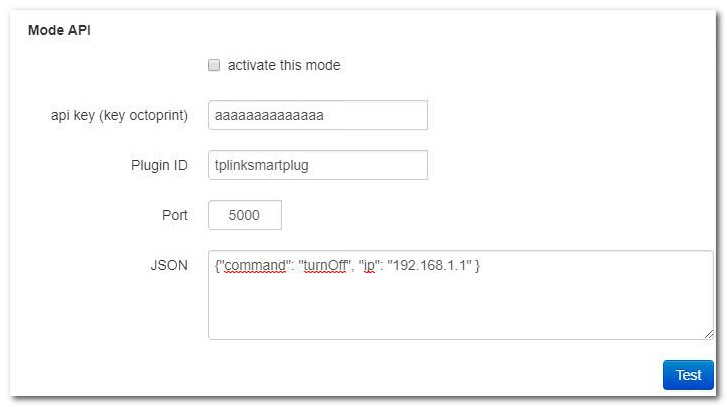 Mode API
activate this mode
api key (key octoprint) aaaaaaaaaaaaaa
Plugin ID tplinksmartplug
Port 5000
JSON {"command": "turnOff", "ip": "192.168.1.1" }
Test